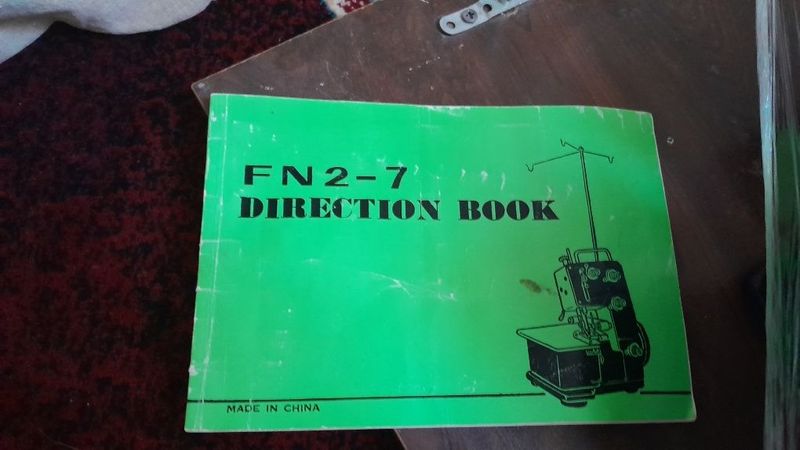 FN2-7
DIRECTION BOOK
MADE IN CHINA